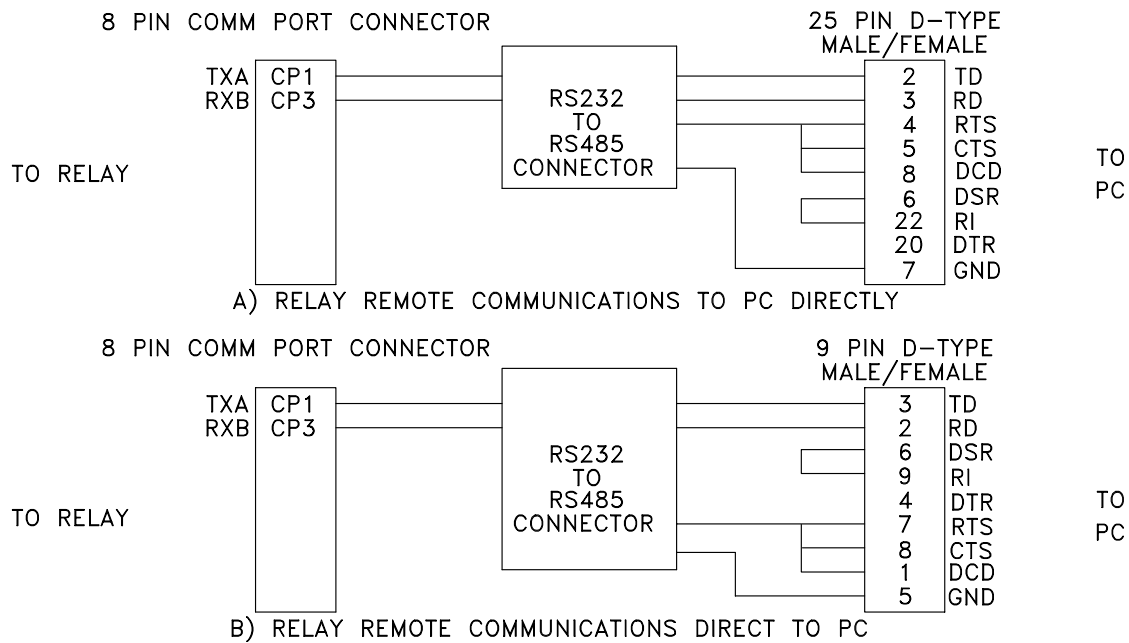 8 PIN COMM PORT CONNECTOR
25 PIN D-TYPE
MALE/FEMALE
TXA CP1
RXB CP3
RS232
TO
RS485
CONNECTOR
2 TD
3 RD
4 RTS
5 CTS
8 DCD
6 DSR
22 RI
20 DTR
7 GND
TO RELAY
TO
PC
A) RELAY REMOTE COMMUNICATIONS TO PC DIRECTLY
8 PIN COMM PORT CONNECTOR
9 PIN D-TYPE
MALE/FEMALE
TXA CP1
RXB CP3
RS232
TO
RS485
CONNECTOR
3 TD
2 RD
6 DSR
9 RI
4 DTR
7 RTS
8 CTS
1 DCD
5 GND
TO RELAY
TO
PC
B) RELAY REMOTE COMMUNICATIONS DIRECT TO PC